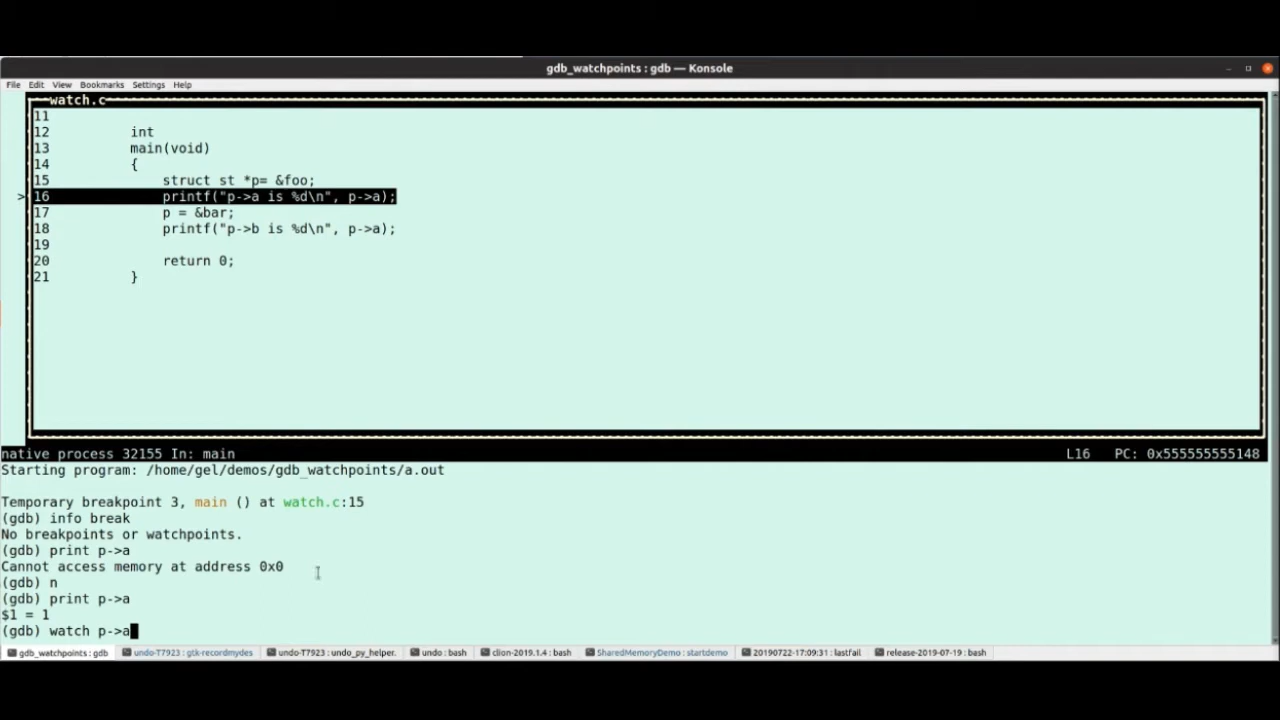 gdb_watchpoints : gdb — Konsole
File Edit View Bookmarks Settings Help
watch.c
11
12 int
13 main(void)
14 {
15 struct st *p= &foo;
>16 printf("p->a is %d\n", p->a);
17 p = &bar;
18 printf("p->b is %d\n", p->a);
19
20 return 0;
21 }
native process 32155 In: main L16 PC: 0x555555555148
Starting program: /home/gel/demos/gdb_watchpoints/a.out
Temporary breakpoint 3, main () at watch.c:15
(gdb) info break
No breakpoints or watchpoints.
(gdb) print p->a
Cannot access memory at address 0x0
(gdb) n
(gdb) print p->a
$1 = 1
(gdb) watch p->a
gdb_watchpoints : gdb undo-T7923 : gtk-recordmydes undo-T7923 : undo_py_helper. undo : bash clion-2019.1.4 : bash SharedMemoryDemo : startdemo 20190722-17:09:31 : lastfail release-2019-07-19 : bash